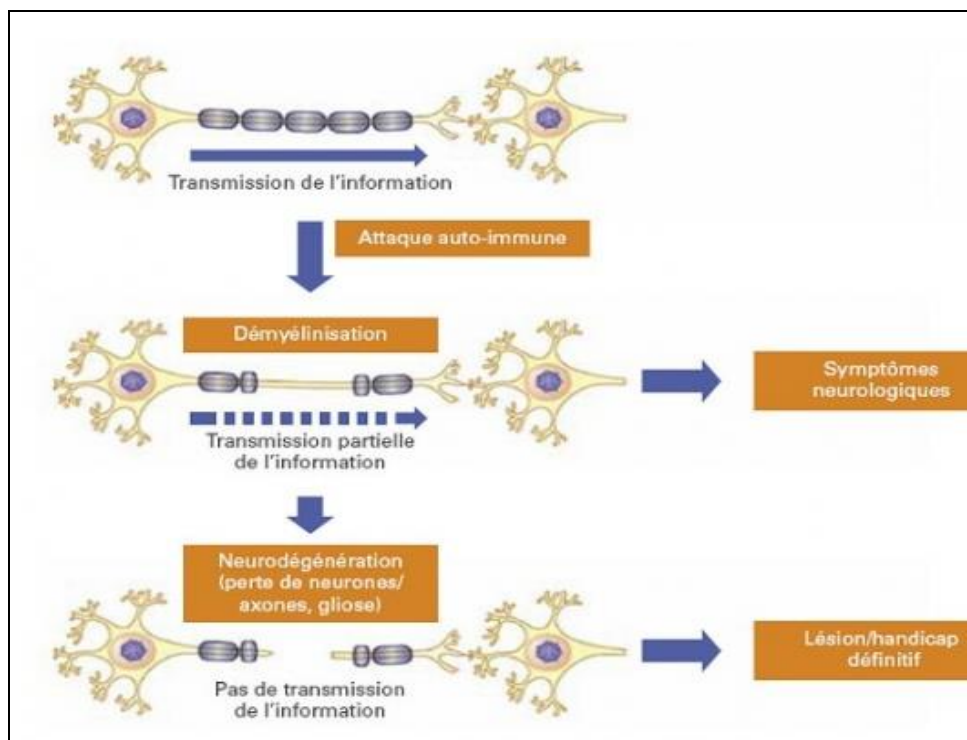 Transmission de l'information
Attaque auto-immune
Démyélinisation
Symptômes
neurologiques
Transmission partielle
de l'information
Neurodégénération
(perte de neurones/
axones, gliose)
Lésion/handicap
définitif
Pas de transmission
de l'information